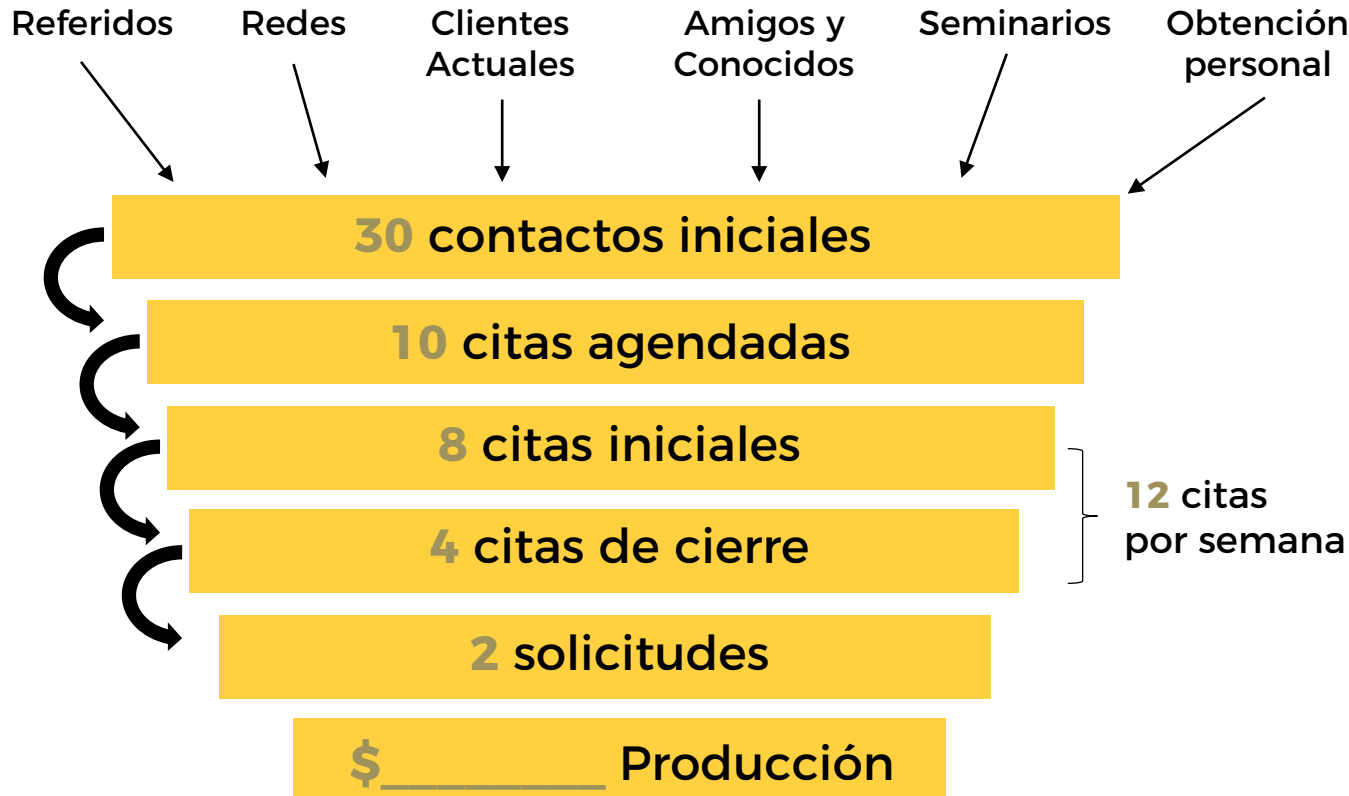 Referidos
Redes
Clientes
Actuales
Amigos y
Conocidos
Seminarios
Obtención
personal
30 contactos iniciales
10 citas agendadas
8 citas iniciales
4 citas de cierre
12 citas
por semana
2 solicitudes
$________ Producción